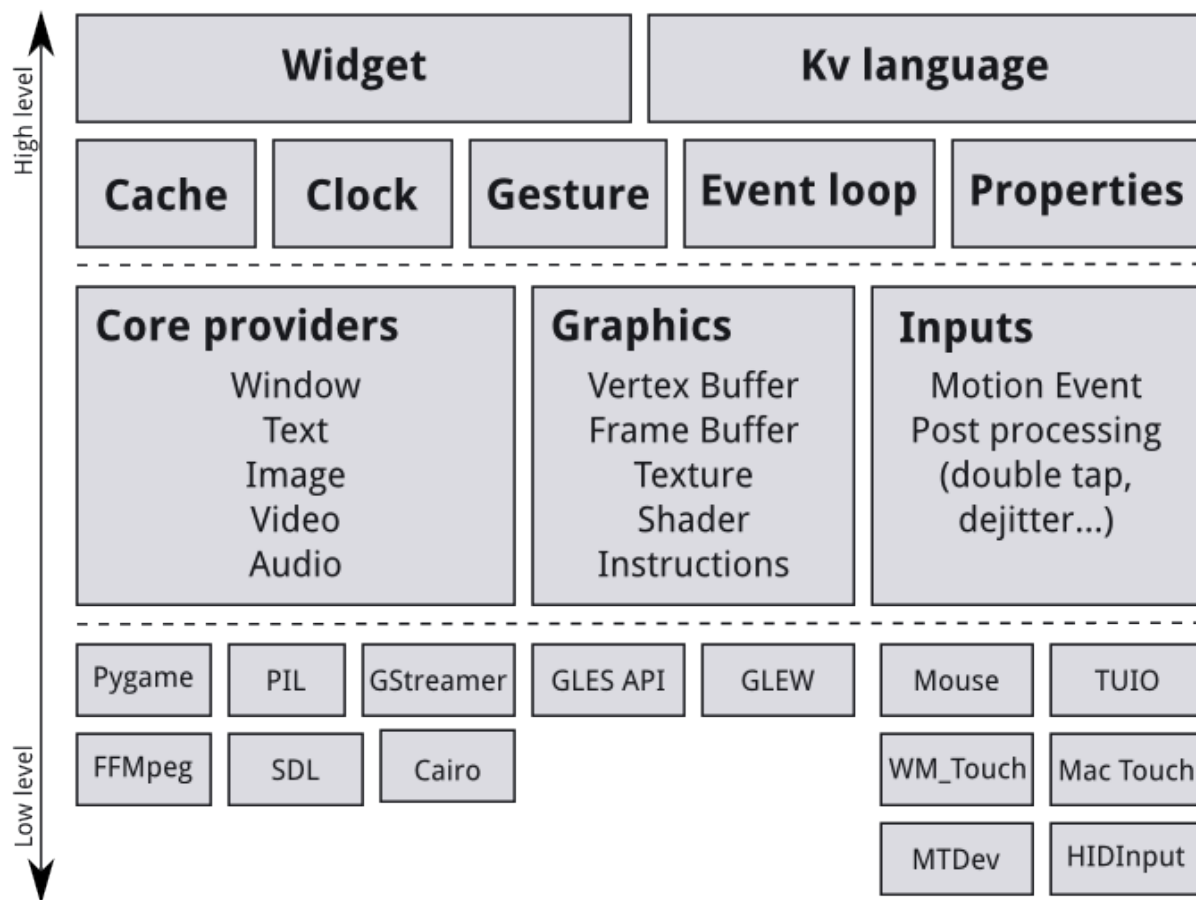 High level
Widget
Kv language
Cache
Clock
Gesture
Event loop
Properties
Core providers
Window
Text
Image
Video
Audio
Graphics
Vertex Buffer
Frame Buffer
Texture
Shader
Instructions
Inputs
Motion Event
Post processing
(double tap,
dejitter...)
Low level
Pygame
PIL
GStreamer
FFMpeg
SDL
Cairo
GLES API
GLEW
Mouse
TUIO
WM_Touch
Mac Touch
MTDev
HIDInput